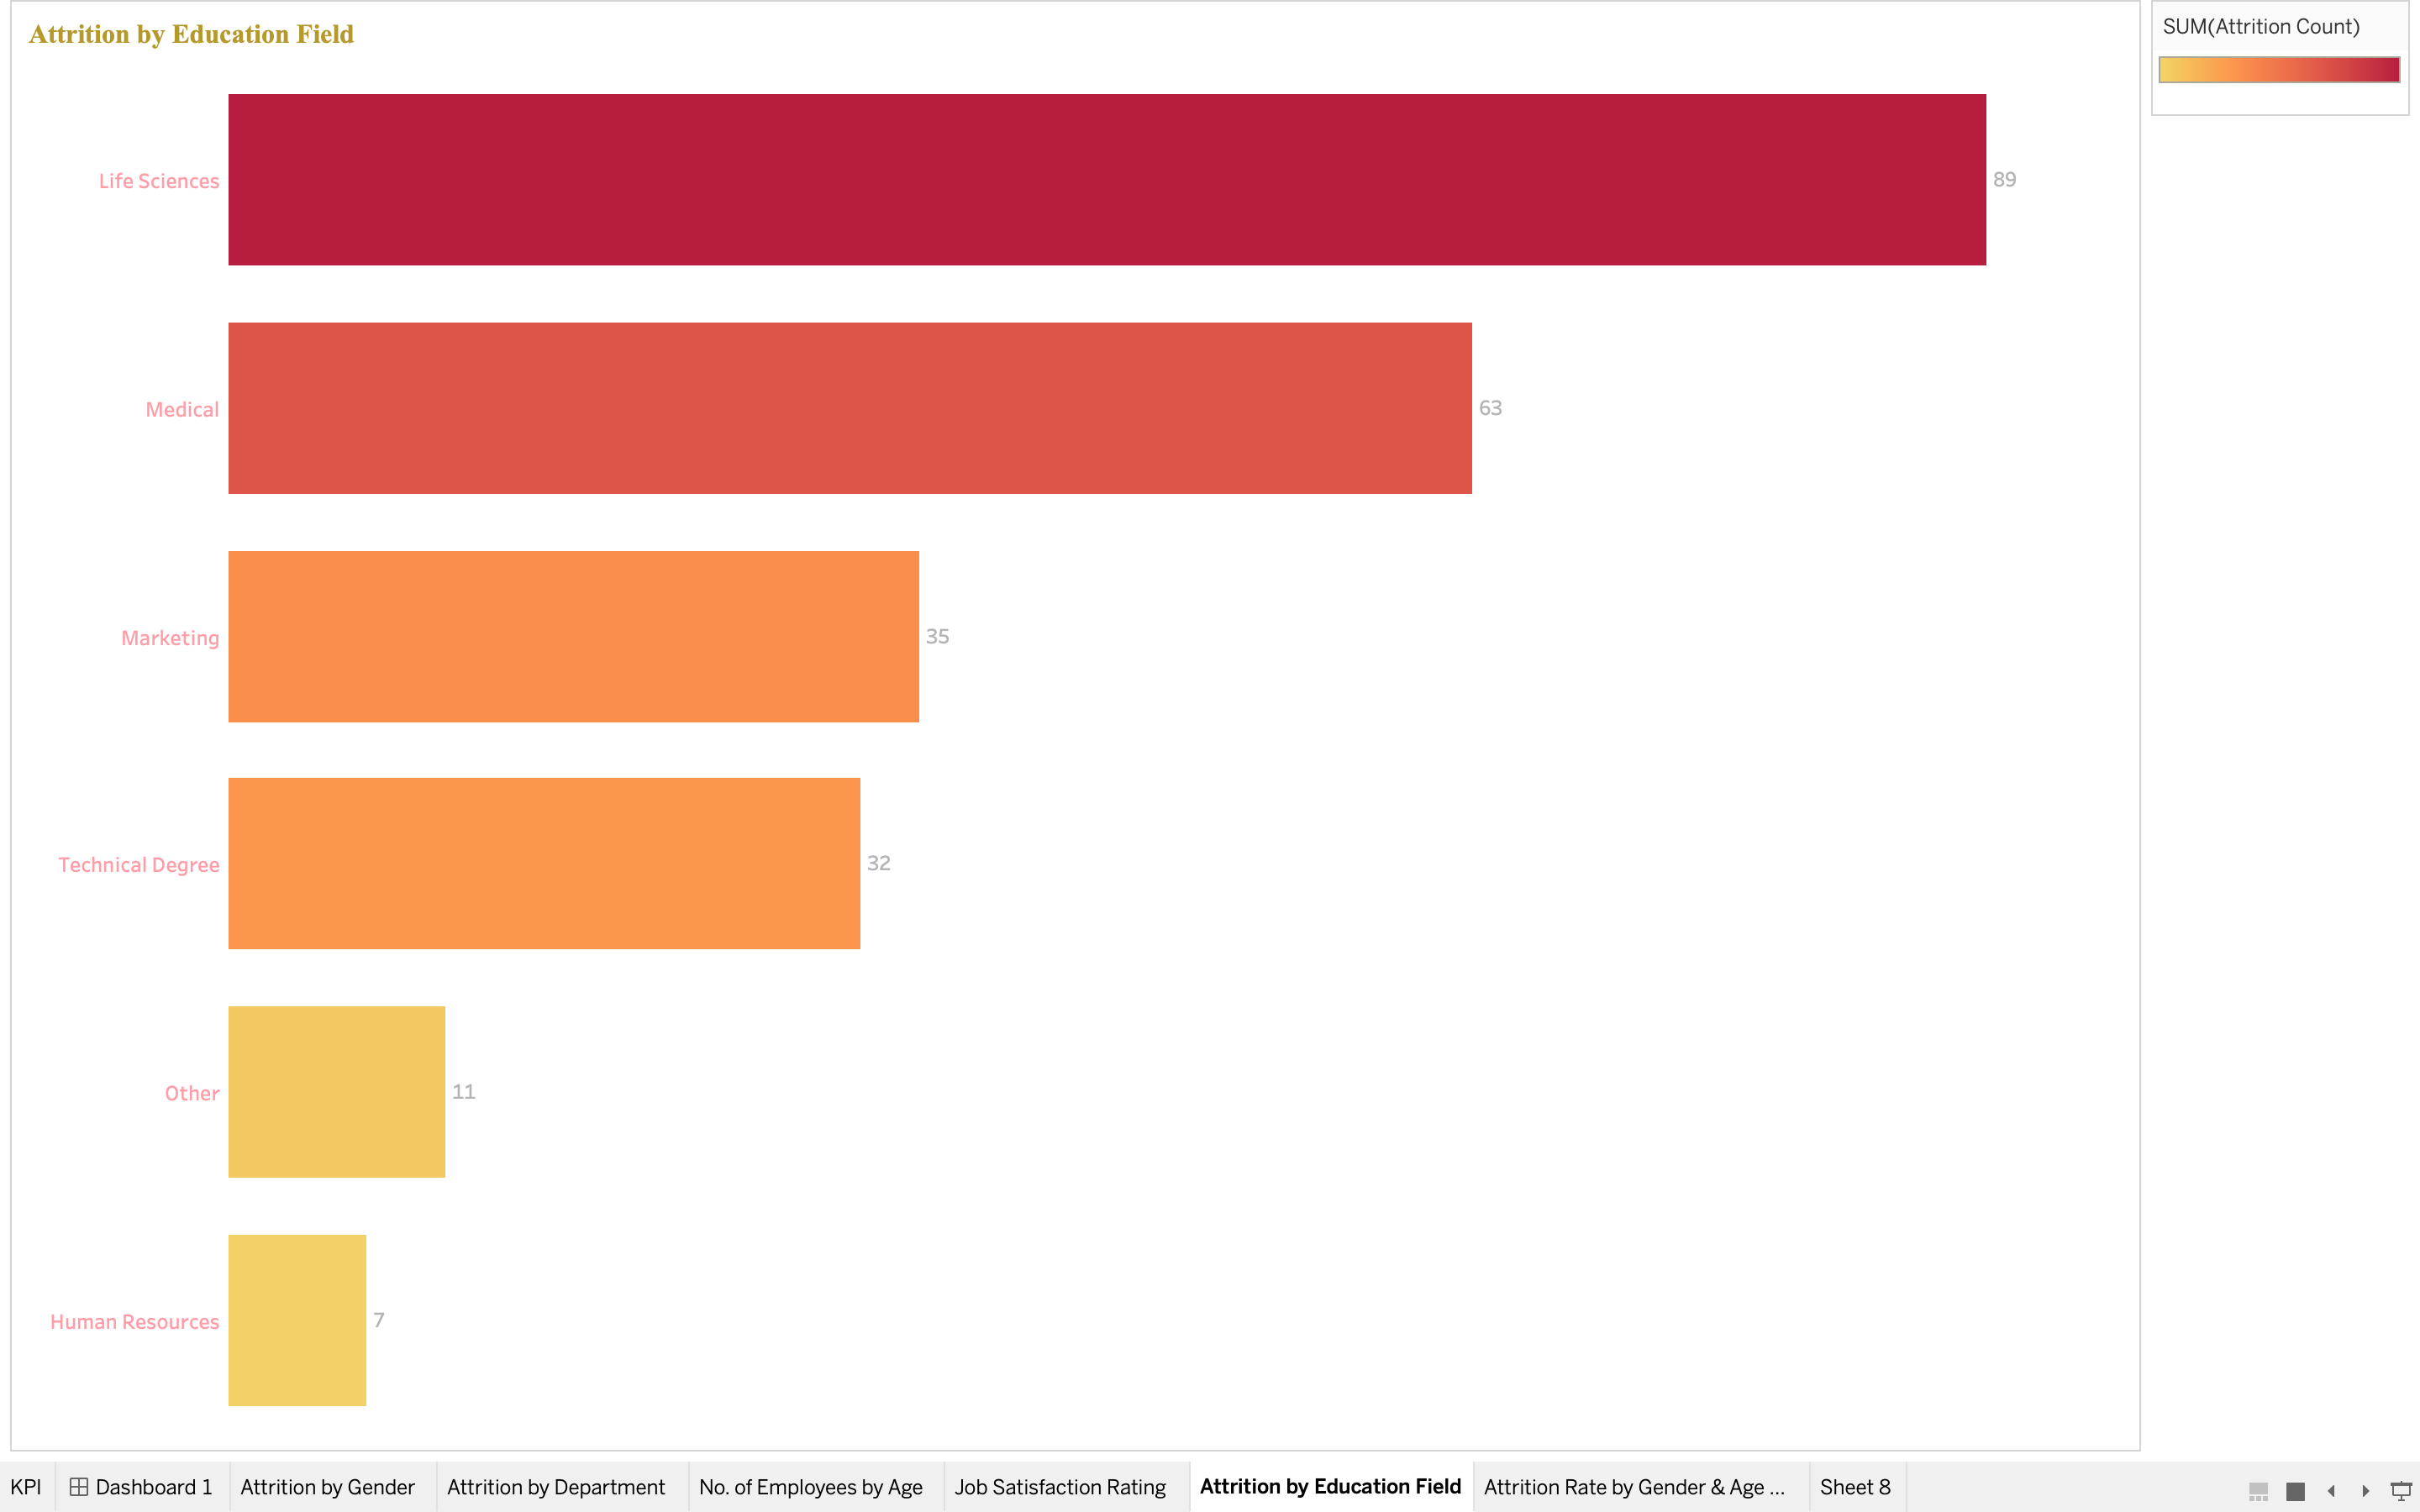 Attrition by Education Field
SUM(Attrition Count)
Life Sciences
89
Medical
63
Marketing
35
Technical Degree
32
Other
11
Human Resources
7
KPI
Dashboard 1
Attrition by Gender
Attrition by Department
No. of Employees by Age
Job Satisfaction Rating
Attrition by Education Field
Attrition Rate by Gender & Age ...
Sheet 8